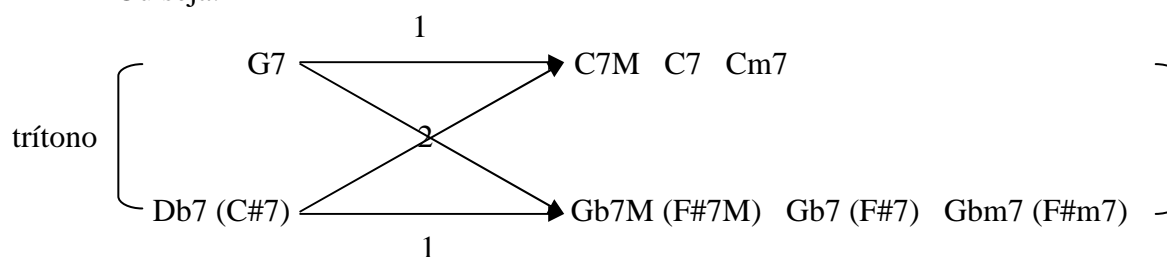 1
G7 C7M C7 Cm7
trítono 2
Db7 (C#7) Gb7M (F#7M) Gb7 (F#7) Gbm7 (F#m7)
1